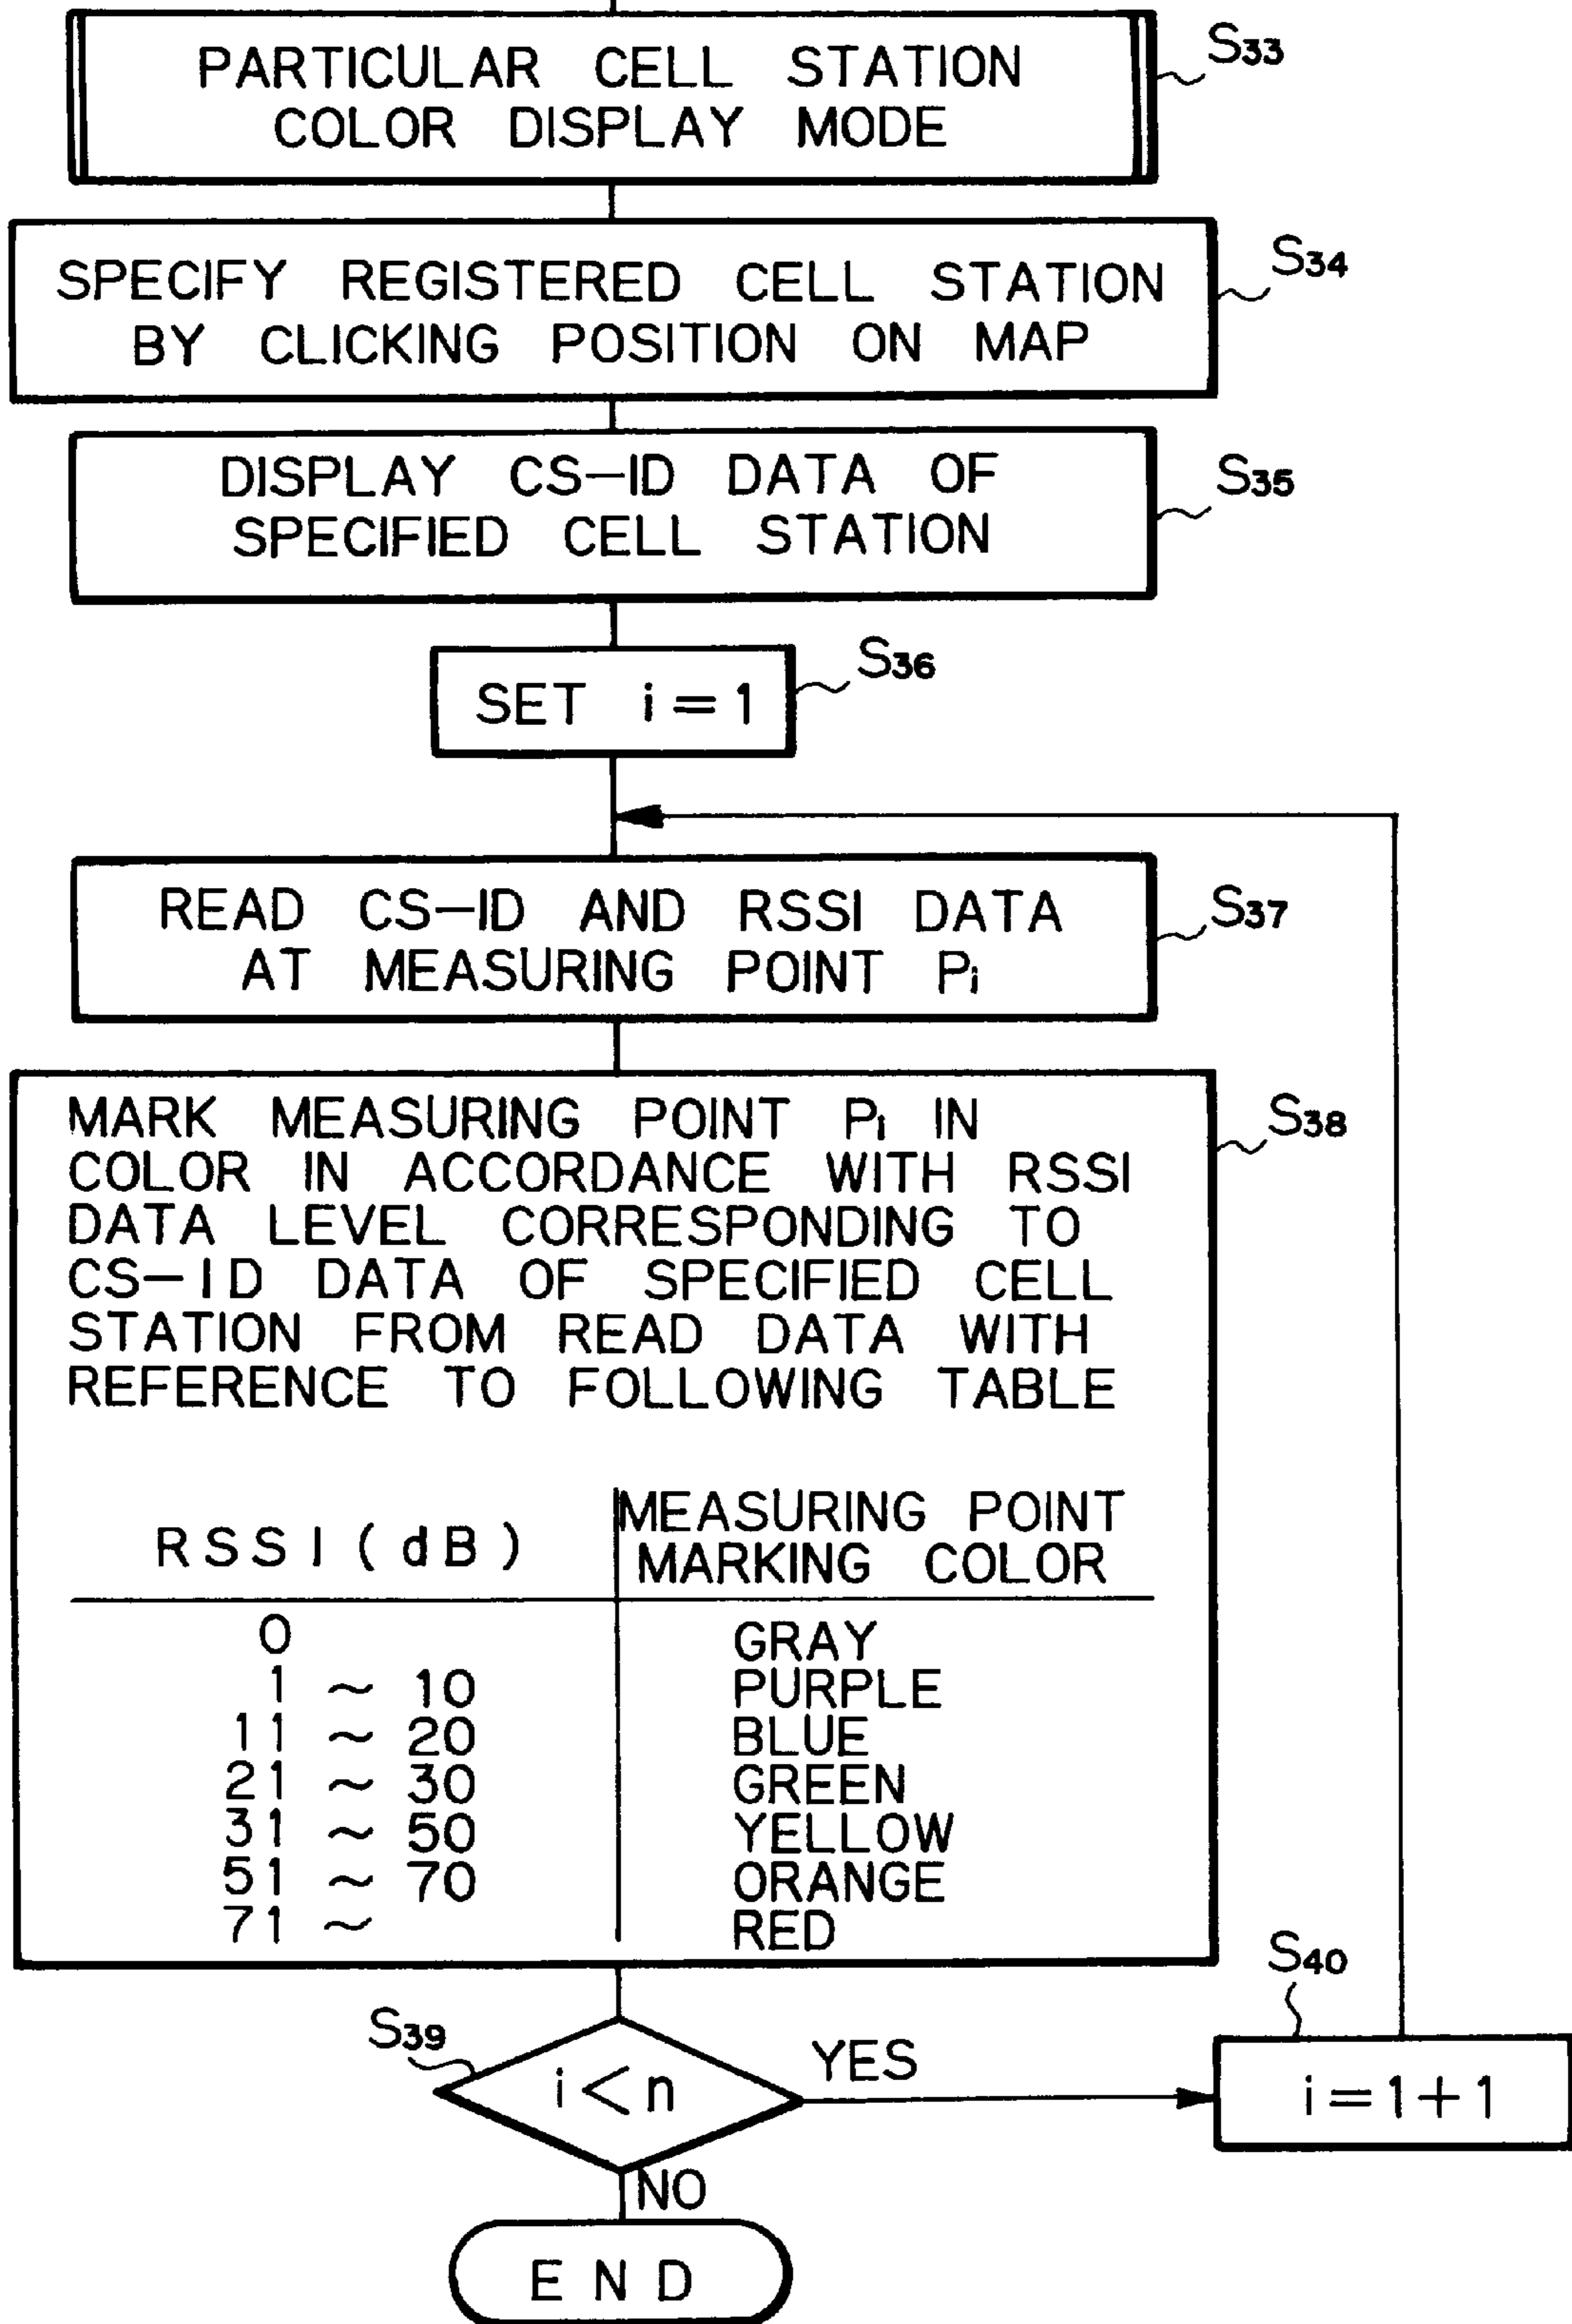 PARTICULAR CELL STATION
COLOR DISPLAY MODE
S33
SPECIFY REGISTERED CELL STATION
BY CLICKING POSITION ON MAP
S34
DISPLAY CS-ID DATA OF
SPECIFIED CELL STATION
S35
SET i=1
S36
READ CS-ID AND RSSI DATA
AT MEASURING POINT Pi
S37
MARK MEASURING POINT Pi IN
COLOR IN ACCORDANCE WITH RSSI
DATA LEVEL CORRESPONDING TO
CS-ID DATA OF SPECIFIED CELL
STATION FROM READ DATA WITH
REFERENCE TO FOLLOWING TABLE
S38
RSSI(dB)
MEASURING POINT
MARKING COLOR
0 GRAY
1 ~ 10 PURPLE
11 ~ 20 BLUE
21 ~ 30 GREEN
31 ~ 50 YELLOW
51 ~ 70 ORANGE
71 ~ RED
S39
i<n
YES
S40
i=1+1
NO
END